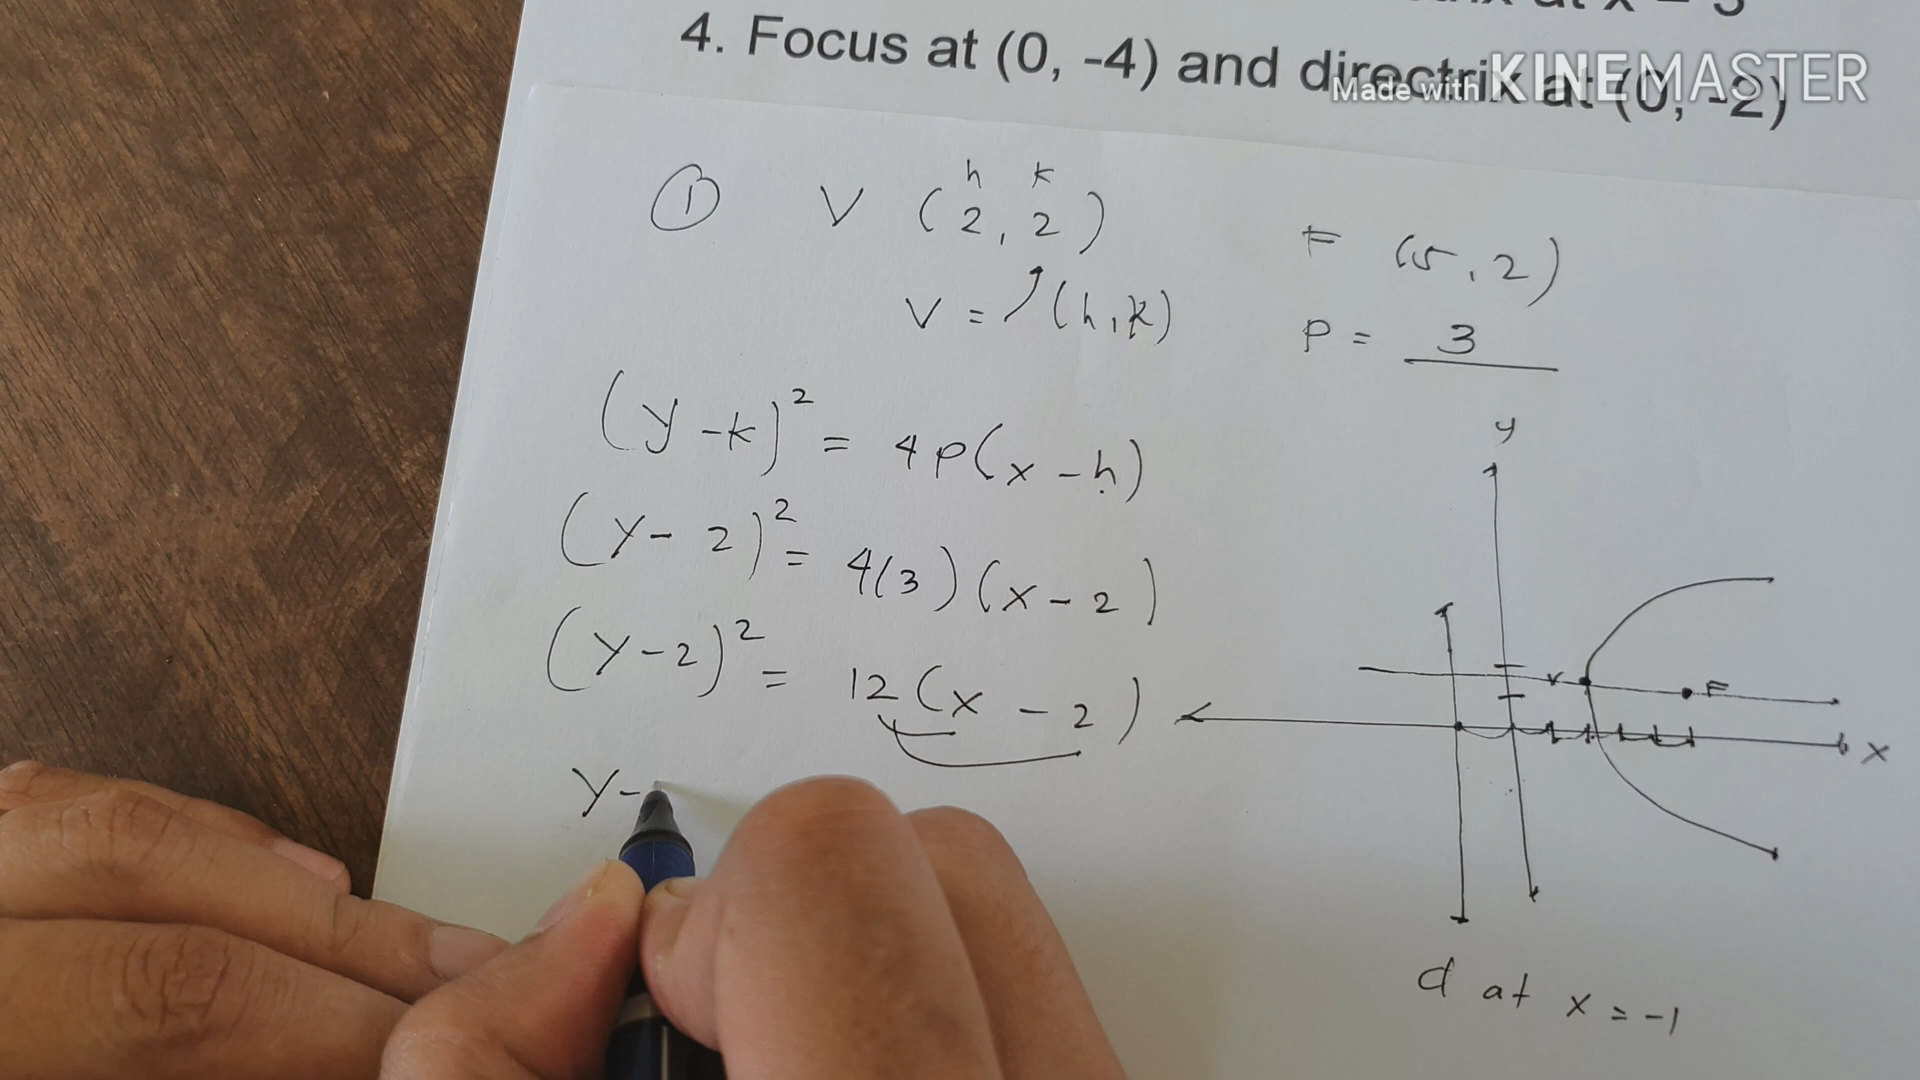 4. Focus at (0, -4) and directrix at (0, -2)
Made with KINEMASTER
① V (2, 2) F (5, 2)
h k
V = (h, k) P = 3
(y - k)² = 4p(x - h)
(y - 2)² = 4(3)(x - 2)
(y - 2)² = 12(x - 2)
y -
y
V F
x
d at x = -1